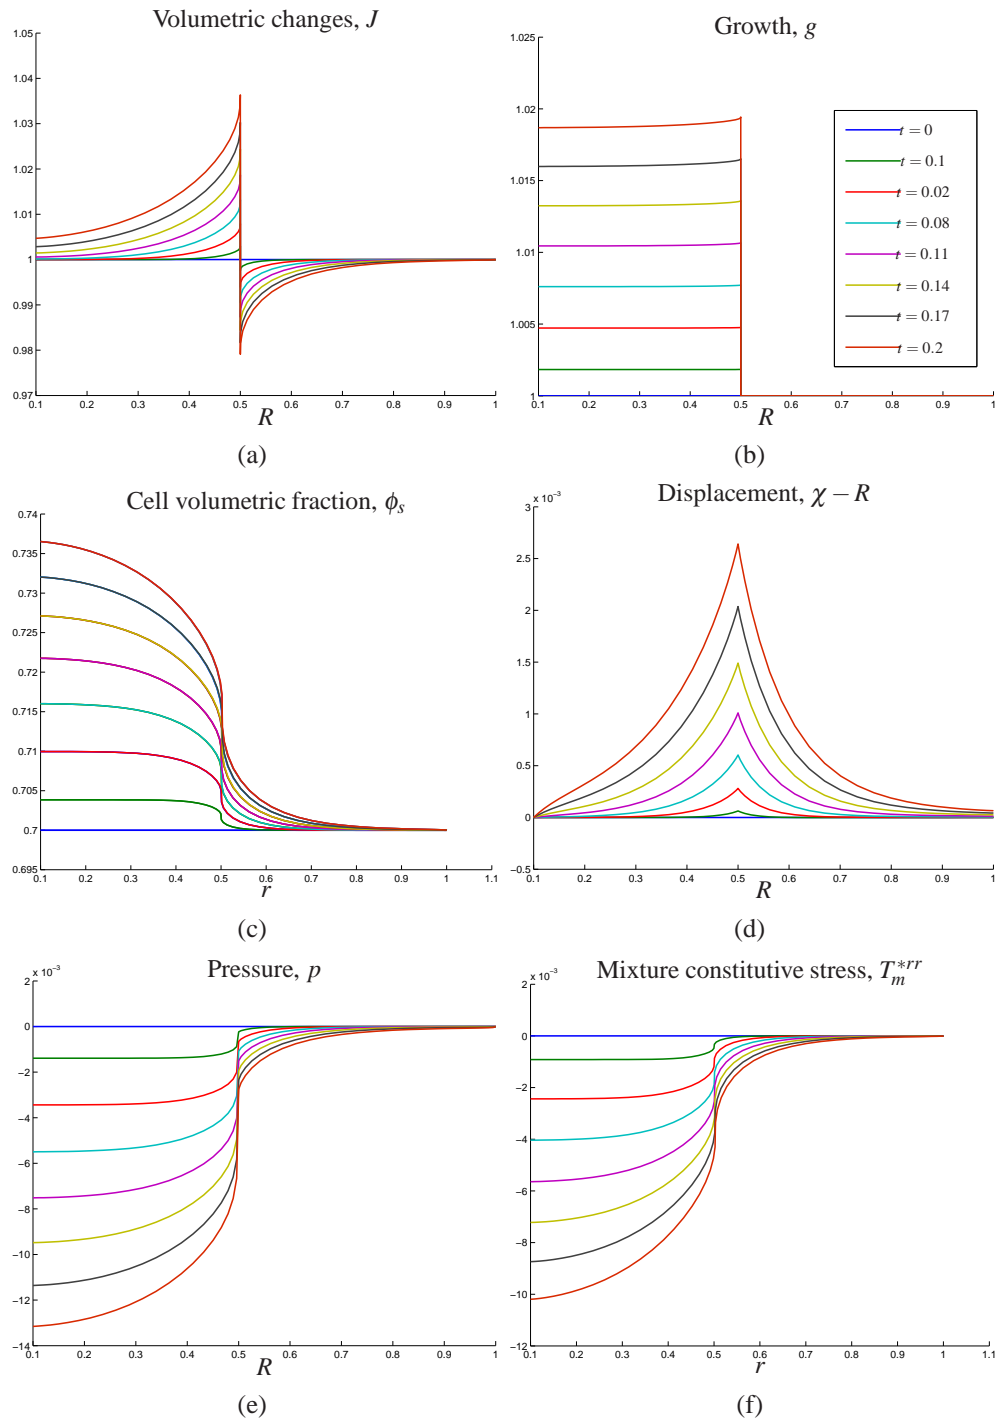 Volumetric changes, J
1.05
1.04
1.03
1.02
1.01
1
0.99
0.98
0.97
0.1 0.2 0.3 0.4 0.5 0.6 0.7 0.8 0.9 1
R
(a)
Growth, g
1.025
1.02
1.015
1.01
1.005
1
0.1 0.2 0.3 0.4 0.5 0.6 0.7 0.8 0.9 1
R
t = 0
t = 0.1
t = 0.02
t = 0.08
t = 0.11
t = 0.14
t = 0.17
t = 0.2
(b)
Cell volumetric fraction, ϕs
0.74
0.735
0.73
0.725
0.72
0.715
0.71
0.705
0.7
0.695
0.1 0.2 0.3 0.4 0.5 0.6 0.7 0.8 0.9 1 1.1
r
(c)
Displacement, χ − R
x 10⁻³
3
2.5
2
1.5
1
0.5
0
−0.5
0.1 0.2 0.3 0.4 0.5 0.6 0.7 0.8 0.9 1
R
(d)
Pressure, p
x 10⁻³
2
0
−2
−4
−6
−8
−10
−12
−14
0.1 0.2 0.3 0.4 0.5 0.6 0.7 0.8 0.9 1
R
(e)
Mixture constitutive stress, T*rr m
x 10⁻³
2
0
−2
−4
−6
−8
−10
−12
0.1 0.2 0.3 0.4 0.5 0.6 0.7 0.8 0.9 1 1.1
r
(f)